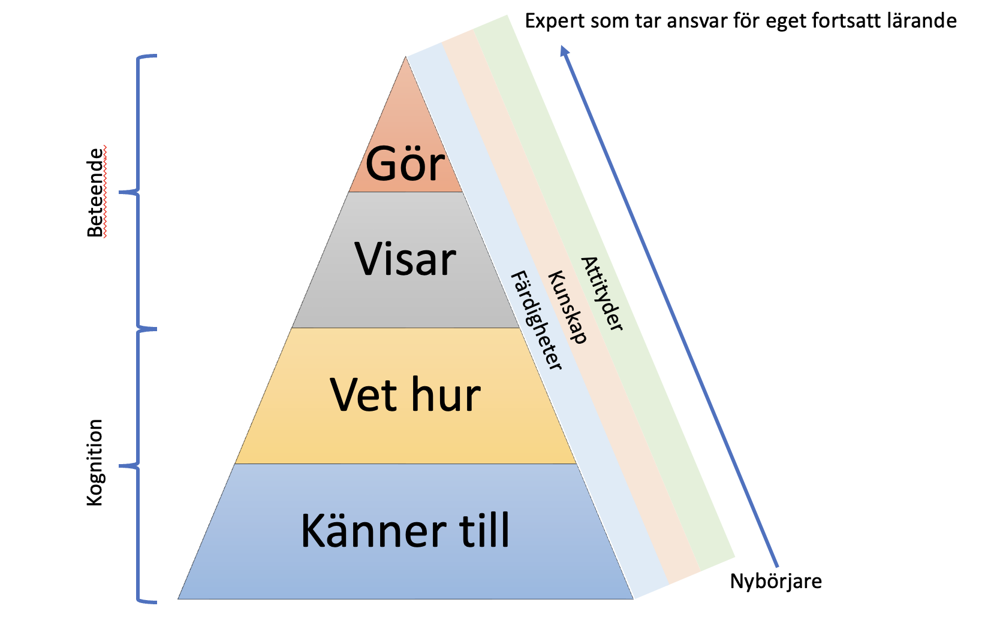 Expert som tar ansvar för eget fortsatt lärande
Beteende
Gör
Visar
Färdigheter
Kunskap
Attityder
Vet hur
Kognition
Känner till
Nybörjare